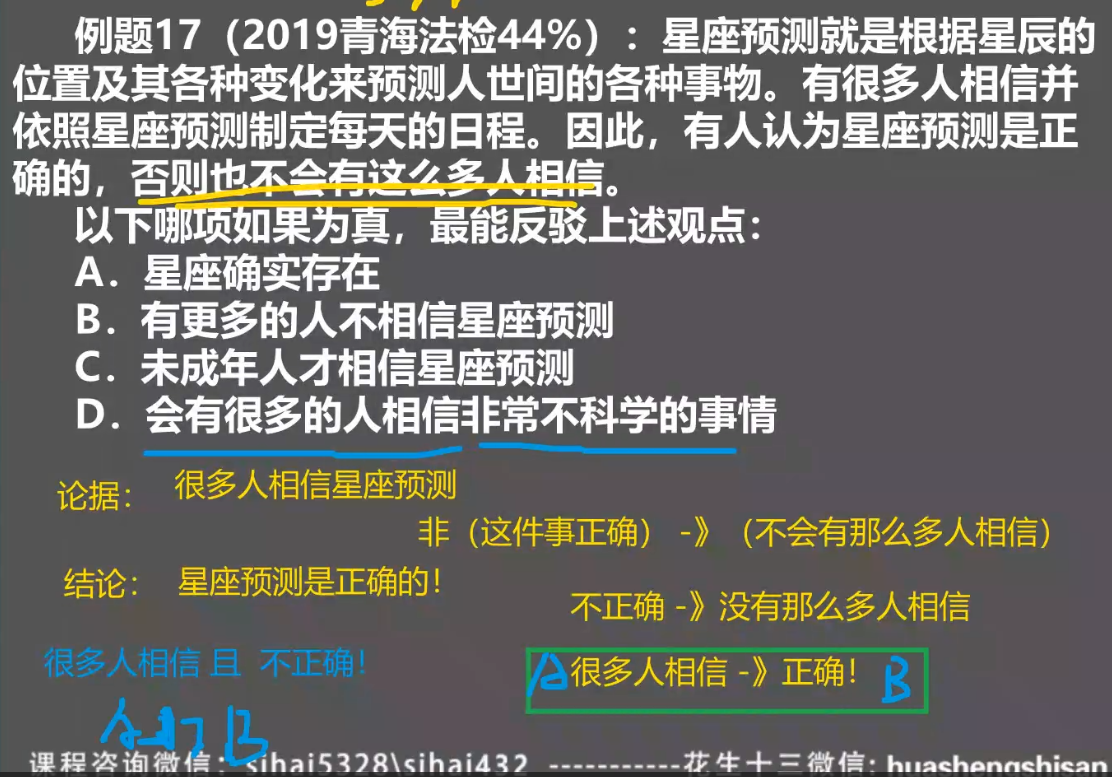 例题17（2019青海法检44%）：星座预测就是根据星辰的
位置及其各种变化来预测人世间的各种事物。有很多人相信并
依照星座预测制定每天的日程。因此，有人认为星座预测是正
确的，否则也不会有这么多人相信。
以下哪项如果为真，最能反驳上述观点：
A．星座确实存在
B．有更多的人不相信星座预测
C．未成年人才相信星座预测
D．会有很多的人相信非常不科学的事情
论据： 很多人相信星座预测
非（这件事正确） -》（不会有那么多人相信）
结论： 星座预测是正确的！
不正确 -》没有那么多人相信
很多人相信 且 不正确！
A 很多人相信 -》正确！ B
课程咨询微信：sihai5328\sihai432 -----------花生十三微信: huashengshisan